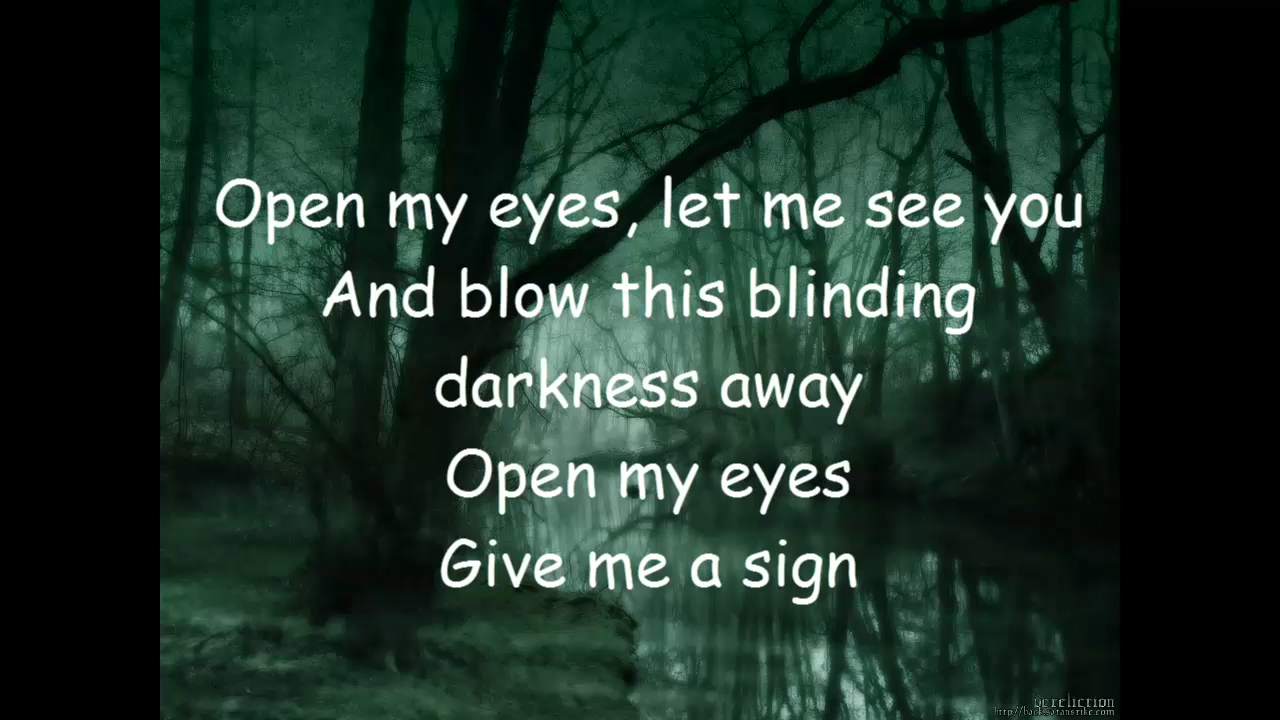 Open my eyes, let me see you
And blow this blinding
darkness away
Open my eyes
Give me a sign
Dereliction